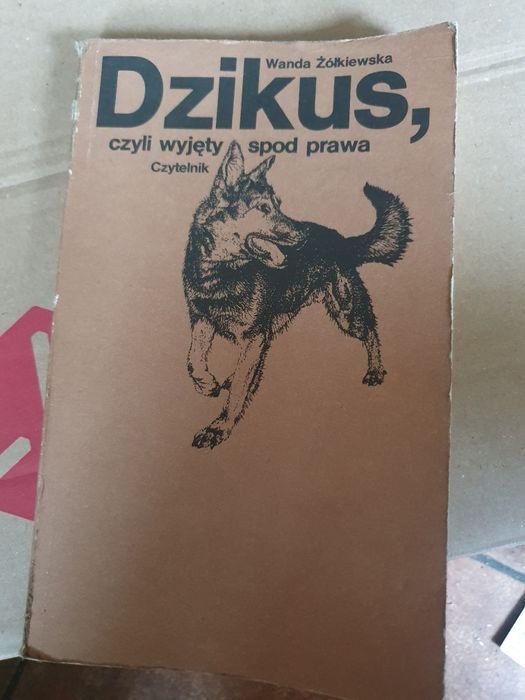 Wanda Żółkiewska
Dzikus,
czyli wyjęty spod prawa
Czytelnik